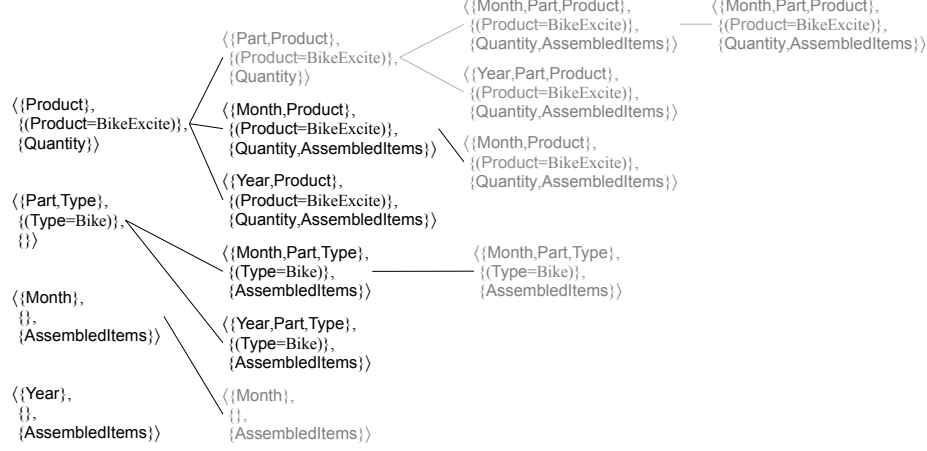 ⟨{Product},
{(Product=BikeExcite)},
{Quantity}⟩
⟨{Part,Type},
{(Type=Bike)},
{}⟩
⟨{Month},
{},
{AssembledItems}⟩
⟨{Year},
{},
{AssembledItems}⟩
⟨{Part,Product},
{(Product=BikeExcite)},
{Quantity}⟩
⟨{Month,Product},
{(Product=BikeExcite)},
{Quantity,AssembledItems}⟩
⟨{Year,Product},
{(Product=BikeExcite)},
{Quantity,AssembledItems}⟩
⟨{Month,Part,Type},
{(Type=Bike)},
{AssembledItems}⟩
⟨{Year,Part,Type},
{(Type=Bike)},
{AssembledItems}⟩
⟨{Month},
{},
{AssembledItems}⟩
⟨{Month,Part,Product},
{(Product=BikeExcite)},
{Quantity,AssembledItems}⟩
⟨{Year,Part,Product},
{(Product=BikeExcite)},
{Quantity,AssembledItems}⟩
⟨{Month,Product},
{(Product=BikeExcite)},
{Quantity,AssembledItems}⟩
⟨{Month,Part,Type},
{(Type=Bike)},
{AssembledItems}⟩
⟨{Month,Part,Product},
{(Product=BikeExcite)},
{Quantity,AssembledItems}⟩